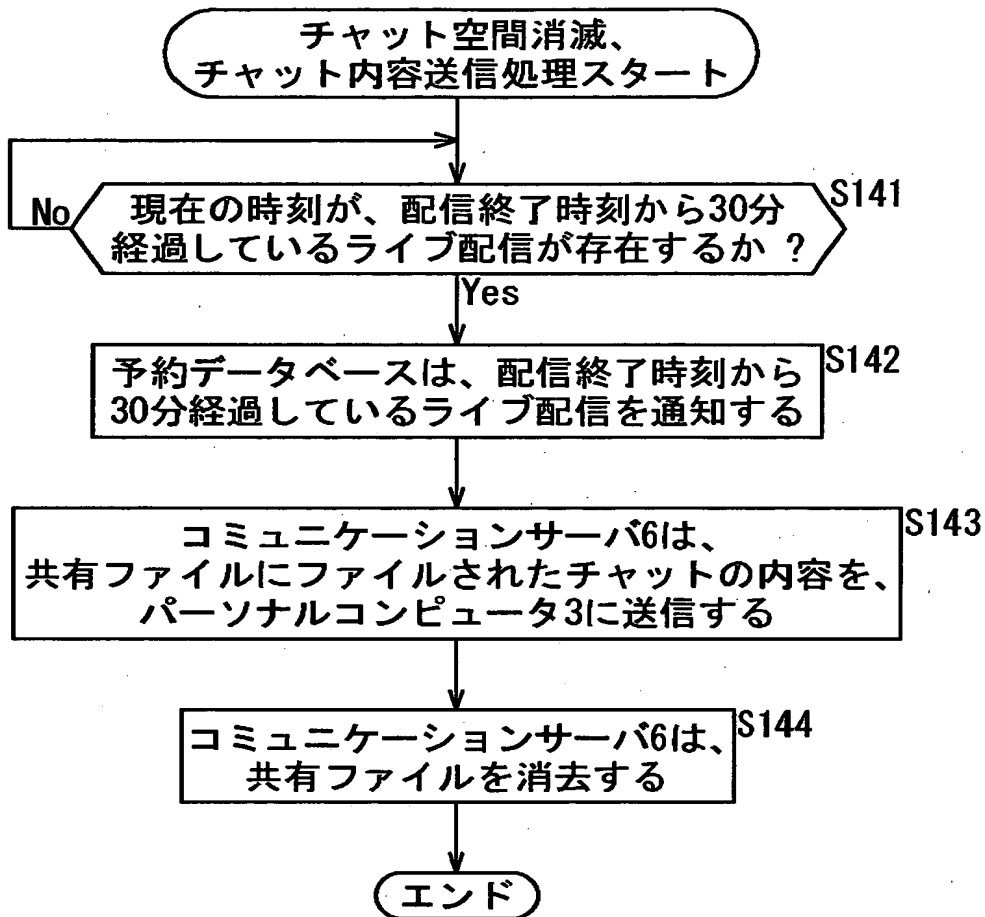 チャット空間消滅、
チャット内容送信処理スタート
S141
No
現在の時刻が、配信終了時刻から30分
経過しているライブ配信が存在するか ?
Yes
S142
予約データベースは、配信終了時刻から
30分経過しているライブ配信を通知する
S143
コミュニケーションサーバ6は、
共有ファイルにファイルされたチャットの内容を、
パーソナルコンピュータ3に送信する
S144
コミュニケーションサーバ6は、
共有ファイルを消去する
エンド